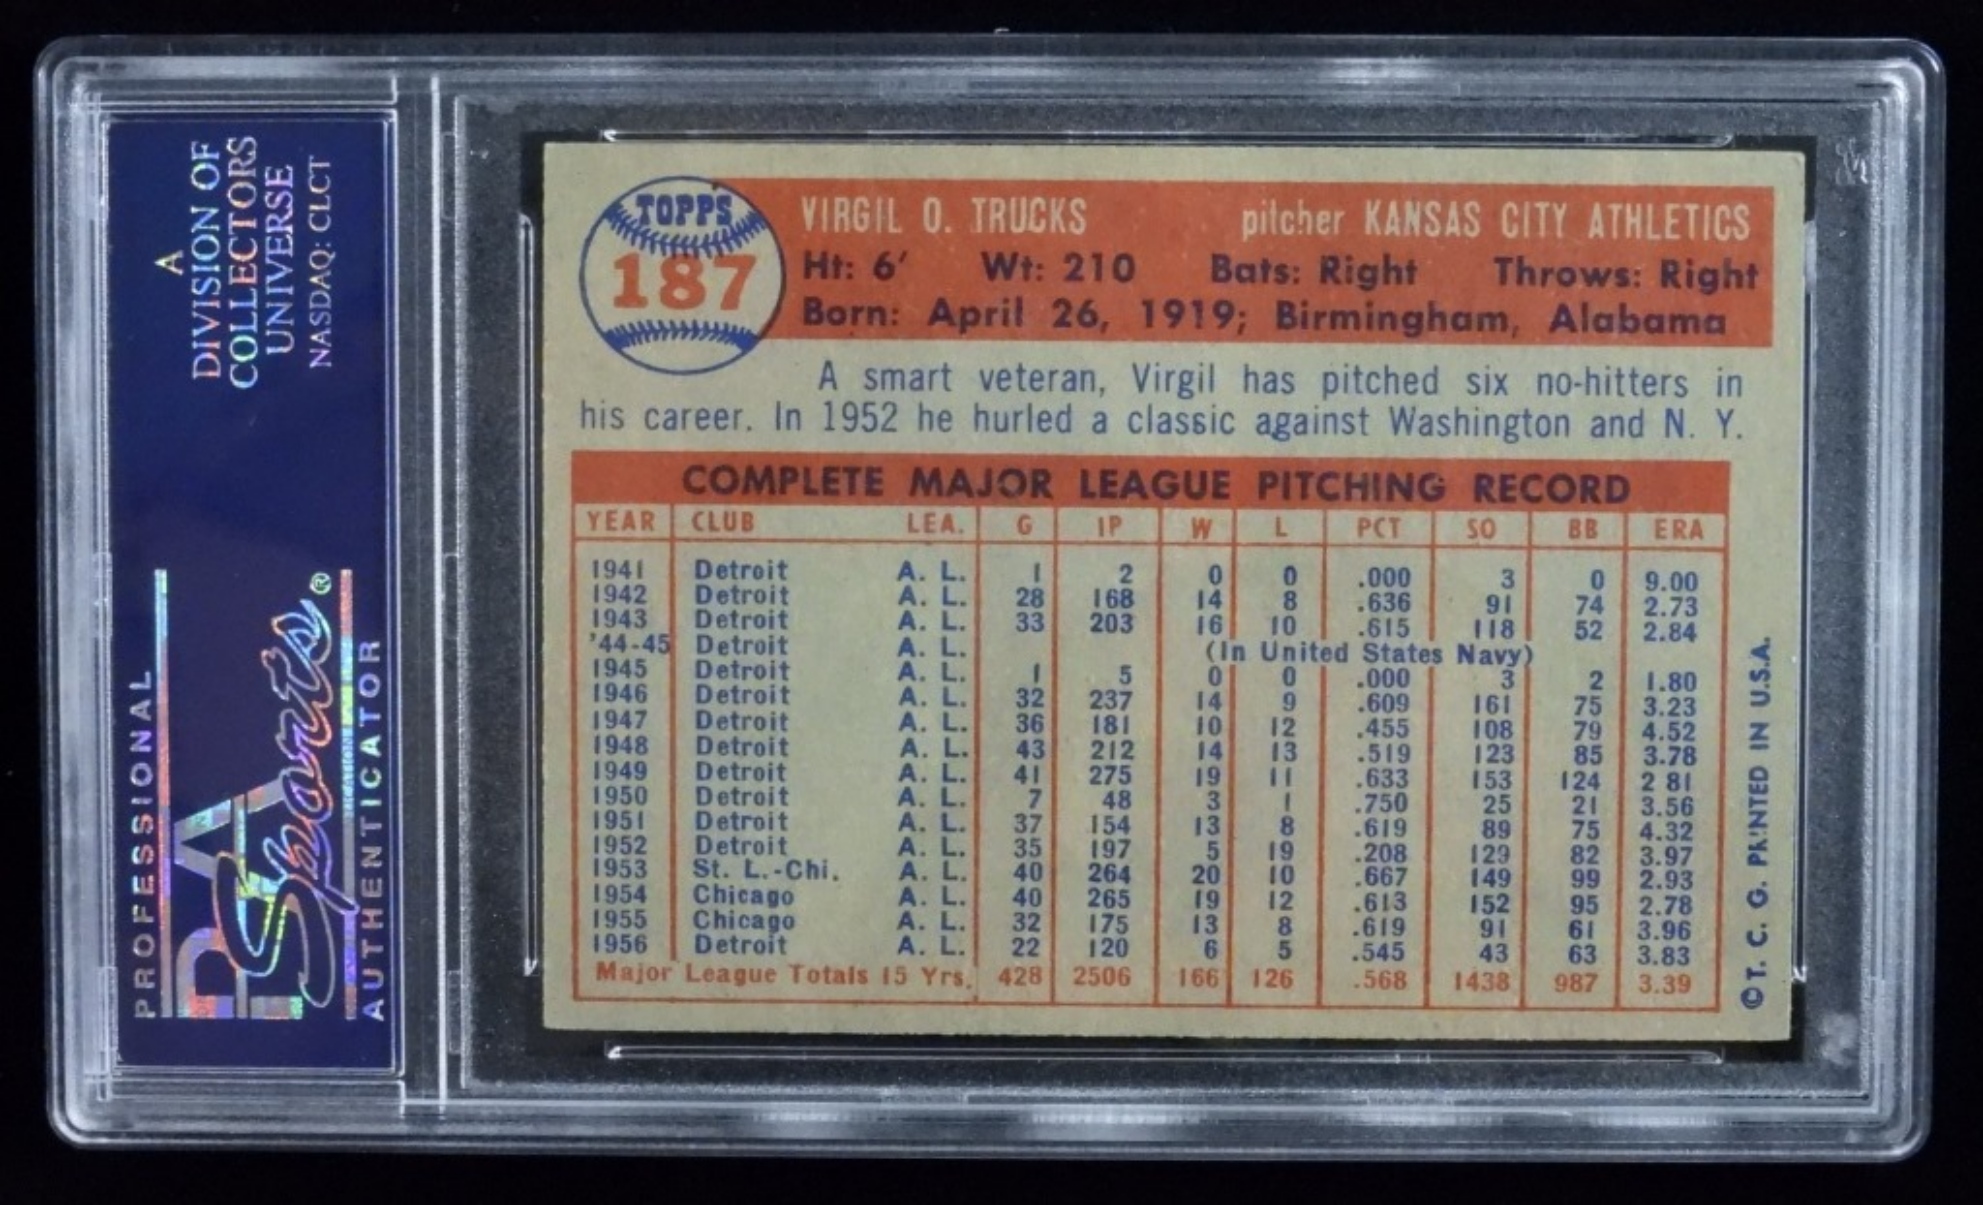 A
DIVISION OF
COLLECTORS
UNIVERSE
NASDAQ: CLCT
PROFESSIONAL
PSA
Sports®
AUTHENTICATOR
TOPPS
187
VIRGIL O. TRUCKS pitcher KANSAS CITY ATHLETICS
Ht: 6' Wt: 210 Bats: Right Throws: Right
Born: April 26, 1919; Birmingham, Alabama
A smart veteran, Virgil has pitched six no-hitters in
his career. In 1952 he hurled a classic against Washington and N. Y.
COMPLETE MAJOR LEAGUE PITCHING RECORD
YEAR CLUB LEA. G IP W L PCT SO BB ERA
1941 Detroit A. L. 1 2 0 0 .000 3 0 9.00
1942 Detroit A. L. 28 168 14 8 .636 91 74 2.73
1943 Detroit A. L. 33 203 16 10 .615 118 52 2.84
'44-45 Detroit A. L. (In United States Navy)
1945 Detroit A. L. 1 5 0 0 .000 3 2 1.80
1946 Detroit A. L. 32 237 14 9 .609 161 75 3.23
1947 Detroit A. L. 36 181 10 12 .455 108 79 4.52
1948 Detroit A. L. 43 212 14 13 .519 123 85 3.78
1949 Detroit A. L. 41 275 19 11 .633 153 124 2 81
1950 Detroit A. L. 7 48 3 1 .750 25 21 3.56
1951 Detroit A. L. 37 154 13 8 .619 89 75 4.32
1952 Detroit A. L. 35 197 5 19 .208 129 82 3.97
1953 St. L.-Chi. A. L. 40 264 20 10 .667 149 99 2.93
1954 Chicago A. L. 40 265 19 12 .613 152 95 2.78
1955 Chicago A. L. 32 175 13 8 .619 91 61 3.96
1956 Detroit A. L. 22 120 6 5 .545 43 63 3.83
Major League Totals 15 Yrs. 428 2506 166 126 .568 1438 987 3.39
©T. C. G. PRINTED IN U.S.A.